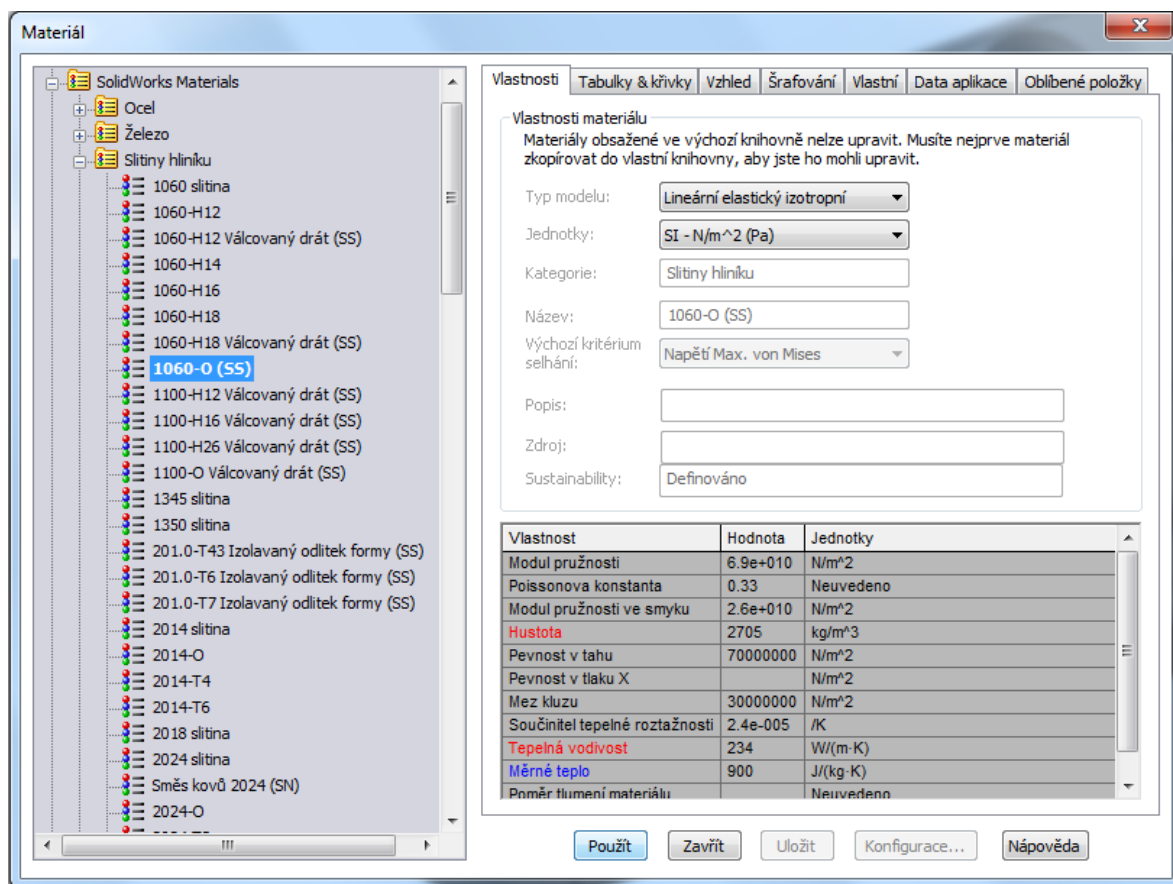 Materiál
SolidWorks Materials
Ocel
Železo
Slitiny hliníku
1060 slitina
1060-H12
1060-H12 Válcovaný drát (SS)
1060-H14
1060-H16
1060-H18
1060-H18 Válcovaný drát (SS)
1060-O (SS)
1100-H12 Válcovaný drát (SS)
1100-H16 Válcovaný drát (SS)
1100-H26 Válcovaný drát (SS)
1100-O Válcovaný drát (SS)
1345 slitina
1350 slitina
201.0-T43 Izolavaný odlitek formy (SS)
201.0-T6 Izolavaný odlitek formy (SS)
201.0-T7 Izolavaný odlitek formy (SS)
2014 slitina
2014-O
2014-T4
2014-T6
2018 slitina
2024 slitina
Směs kovů 2024 (SN)
2024-O
Vlastnosti Tabulky & křivky Vzhled Šrafování Vlastní Data aplikace Oblíbené položky
Vlastnosti materiálu
Materiály obsažené ve výchozí knihovně nelze upravit. Musíte nejprve materiál
zkopírovat do vlastní knihovny, aby jste ho mohli upravit.
Typ modelu: Lineární elastický izotropní
Jednotky: SI - N/m^2 (Pa)
Kategorie: Slitiny hliníku
Název: 1060-O (SS)
Výchozí kritérium
selhání: Napětí Max. von Mises
Popis:
Zdroj:
Sustainability: Definováno
Vlastnost Hodnota Jednotky
Modul pružnosti 6.9e+010 N/m^2
Poissonova konstanta 0.33 Neuvedeno
Modul pružnosti ve smyku 2.6e+010 N/m^2
Hustota 2705 kg/m^3
Pevnost v tahu 70000000 N/m^2
Pevnost v tlaku X N/m^2
Mez kluzu 30000000 N/m^2
Součinitel tepelné roztažnosti 2.4e-005 /K
Tepelná vodivost 234 W/(m·K)
Měrné teplo 900 J/(kg·K)
Poměr tlumení materiálu Neuvedeno
Použít Zavřít Uložit Konfigurace... Nápověda